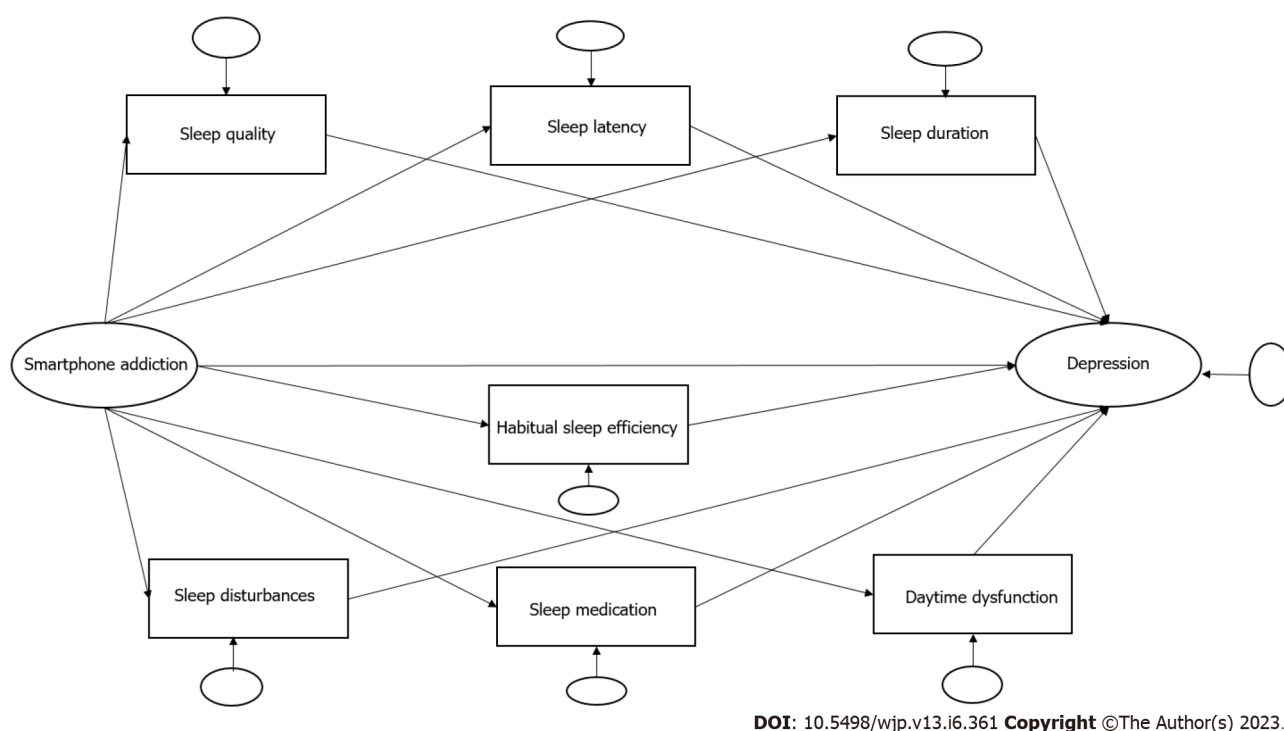 Sleep quality
Sleep latency
Sleep duration
Smartphone addiction
Depression
Habitual sleep efficiency
Sleep disturbances
Sleep medication
Daytime dysfunction
DOI: 10.5498/wjp.v13.i6.361 Copyright ©The Author(s) 2023.